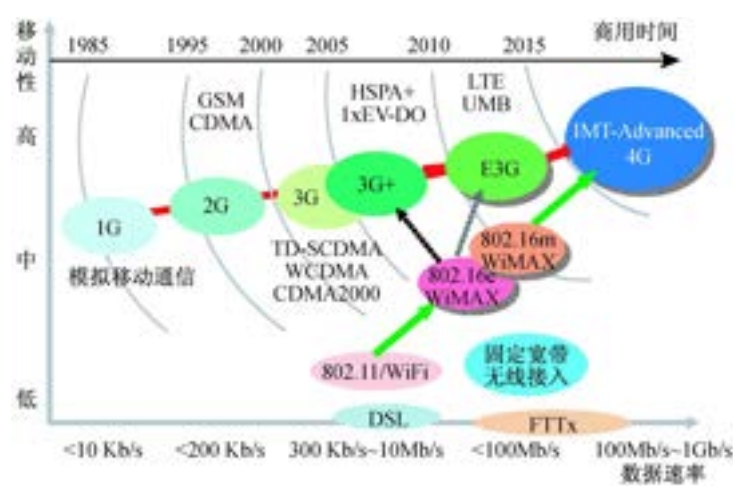 移动性
1985
1995
2000
2005
2010
2015
商用时间
高
GSM
CDMA
HSPA+
1xEV-DO
LTE
UMB
IMT-Advanced
4G
1G
2G
3G
3G+
E3G
模拟移动通信
TD-SCDMA
WCDMA
CDMA2000
中
802.16e
WiMAX
802.16m
WiMAX
802.11/WiFi
固定宽带
无线接入
低
DSL
FTTx
<10 Kb/s
<200 Kb/s
300 Kb/s~10Mb/s
<100Mb/s
100Mb/s~1Gb/s
数据速率